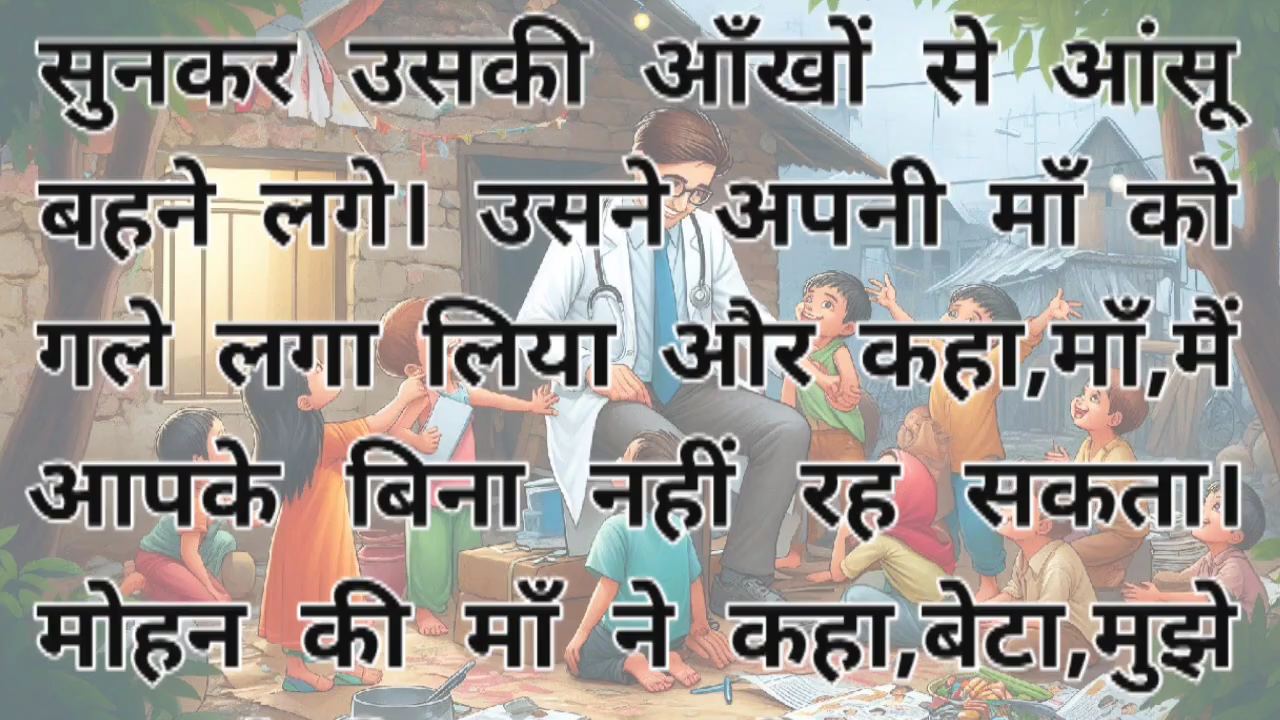 सुनकर उसकी आँखों से आंसू
बहने लगे। उसने अपनी माँ को
गले लगा लिया और कहा,माँ,मैं
आपके बिना नहीं रह सकता।
मोहन की माँ ने कहा,बेटा,मुझे